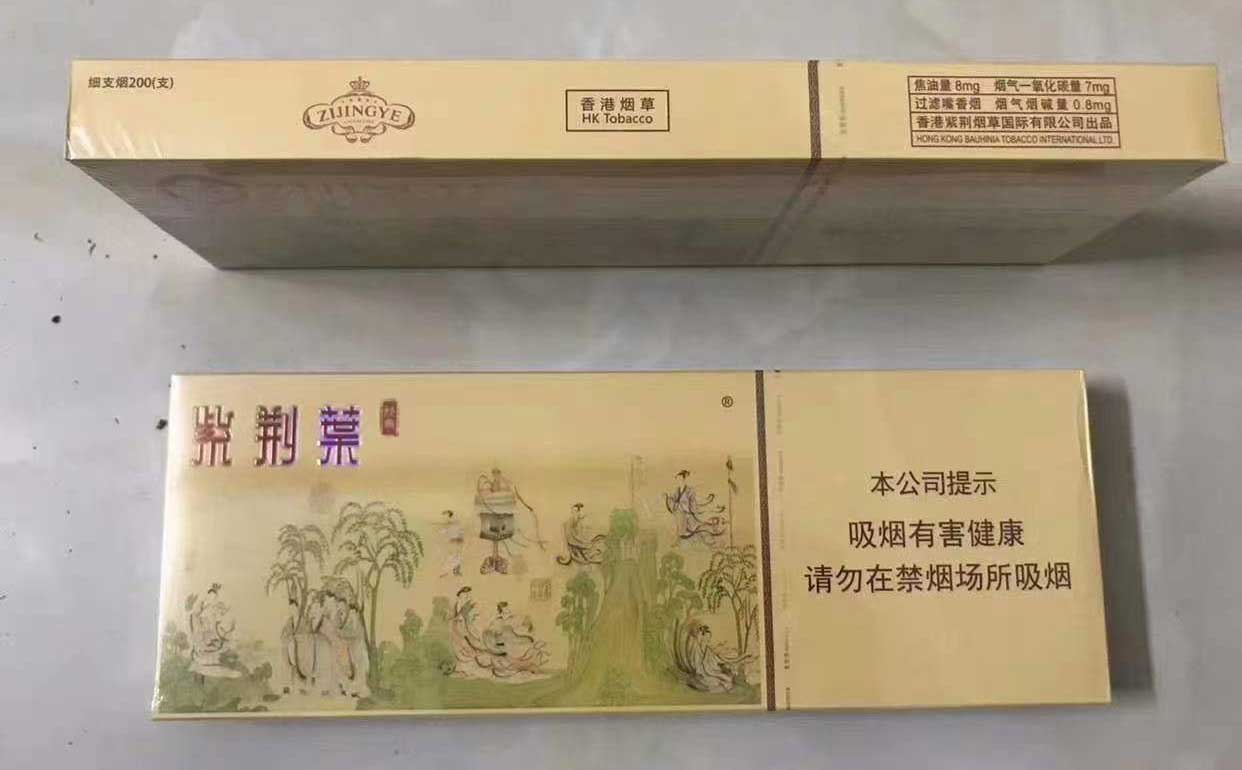 细支烟200(支)
ZIJINGYE
香港烟草
HK Tobacco
焦油量 8mg 烟气一氧化碳量 7mg
过滤嘴香烟 烟气烟碱量 0.8mg
香港紫荆烟草国际有限公司出品
HONG KONG BAUHINIA TOBACCO INTERNATIONAL LTD.
紫荆葉
®
本公司提示
吸烟有害健康
请勿在禁烟场所吸烟